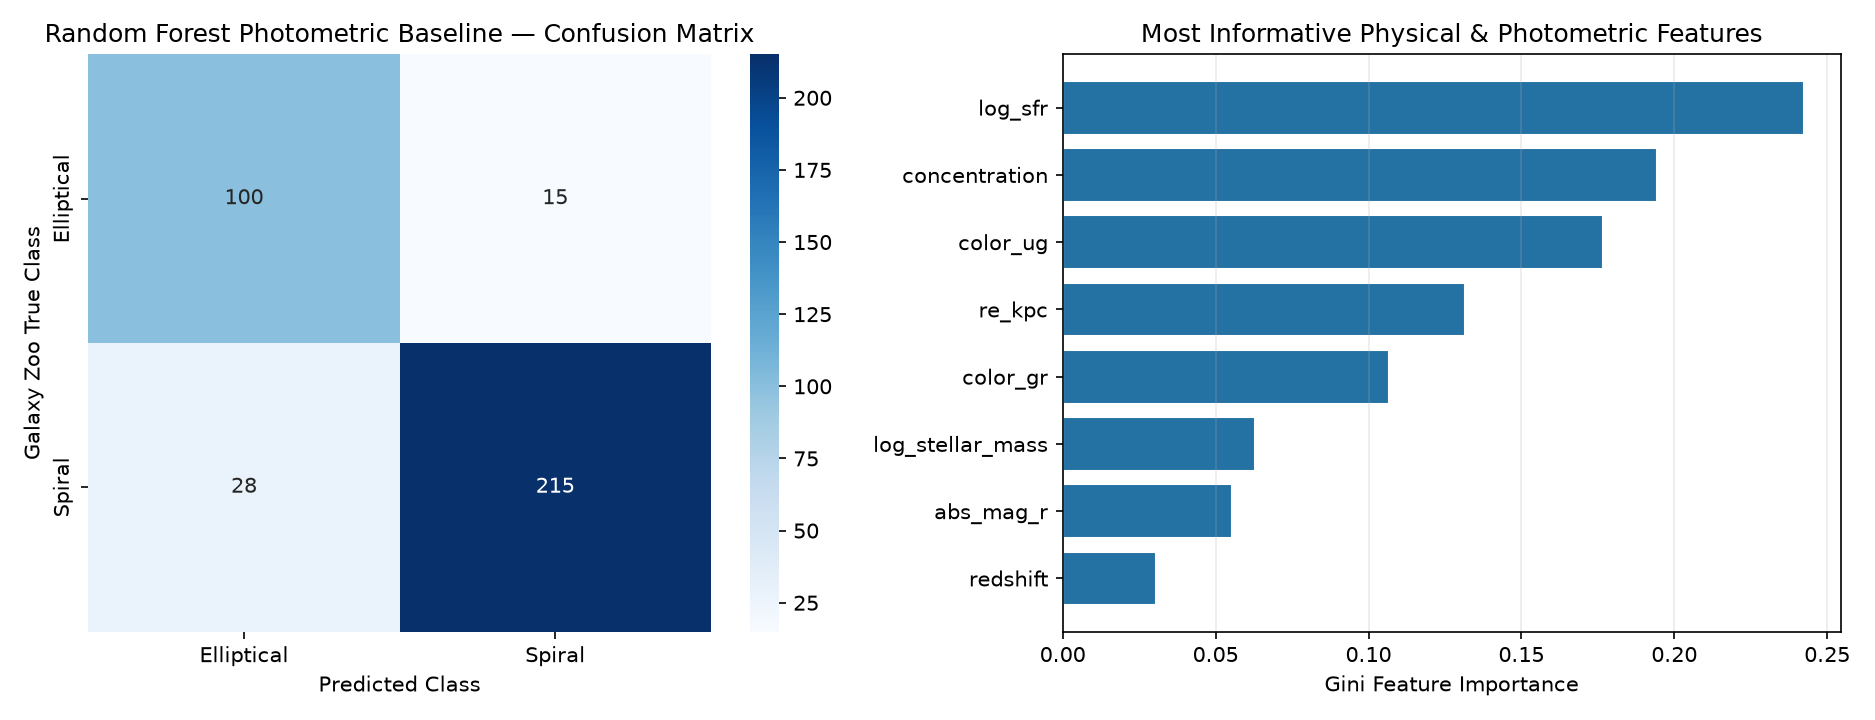 Random Forest Photometric Baseline — Confusion Matrix
Galaxy Zoo True Class
Elliptical
Spiral
100
15
28
215
Elliptical
Spiral
Predicted Class
200
175
150
125
100
75
50
25
Most Informative Physical & Photometric Features
log_sfr
concentration
color_ug
re_kpc
color_gr
log_stellar_mass
abs_mag_r
redshift
0.00
0.05
0.10
0.15
0.20
0.25
Gini Feature Importance